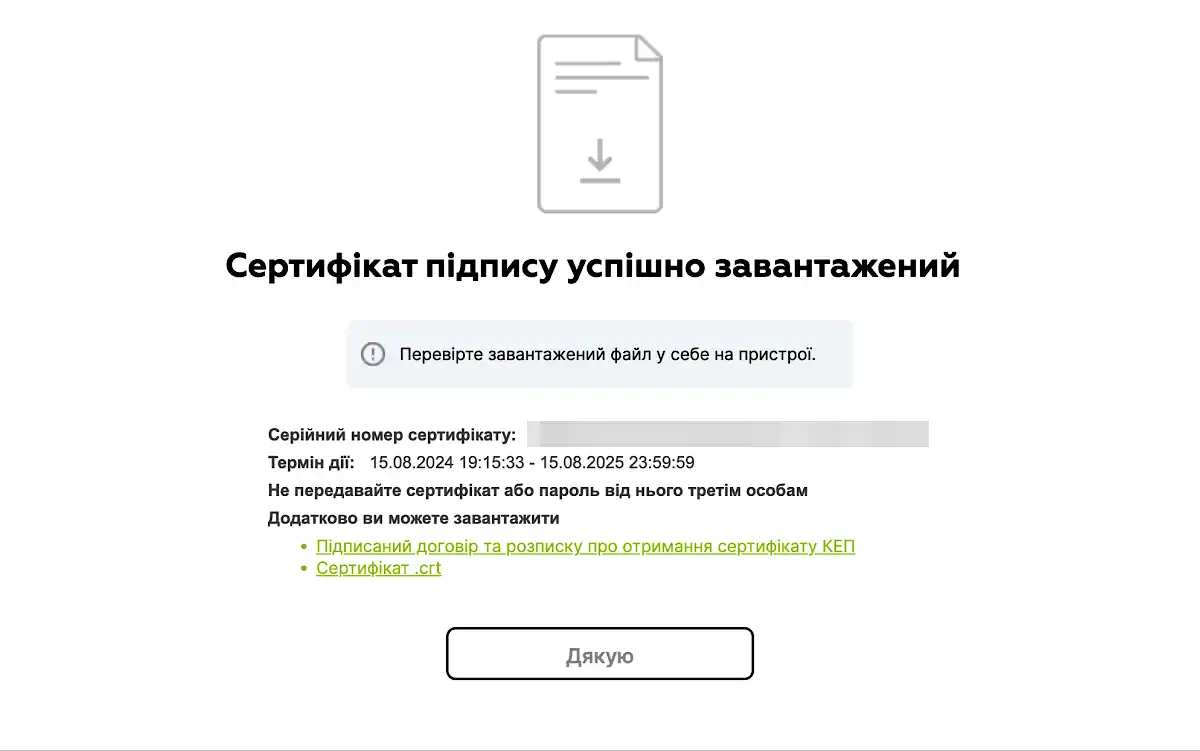 Сертифікат підпису успішно завантажений
Перевірте завантажений файл у себе на пристрої.
Серійний номер сертифікату:
Термін дії: 15.08.2024 19:15:33 - 15.08.2025 23:59:59
Не передавайте сертифікат або пароль від нього третім особам
Додатково ви можете завантажити
• Підписаний договір та розписку про отримання сертифікату КЕП
• Сертифікат .crt
Дякую